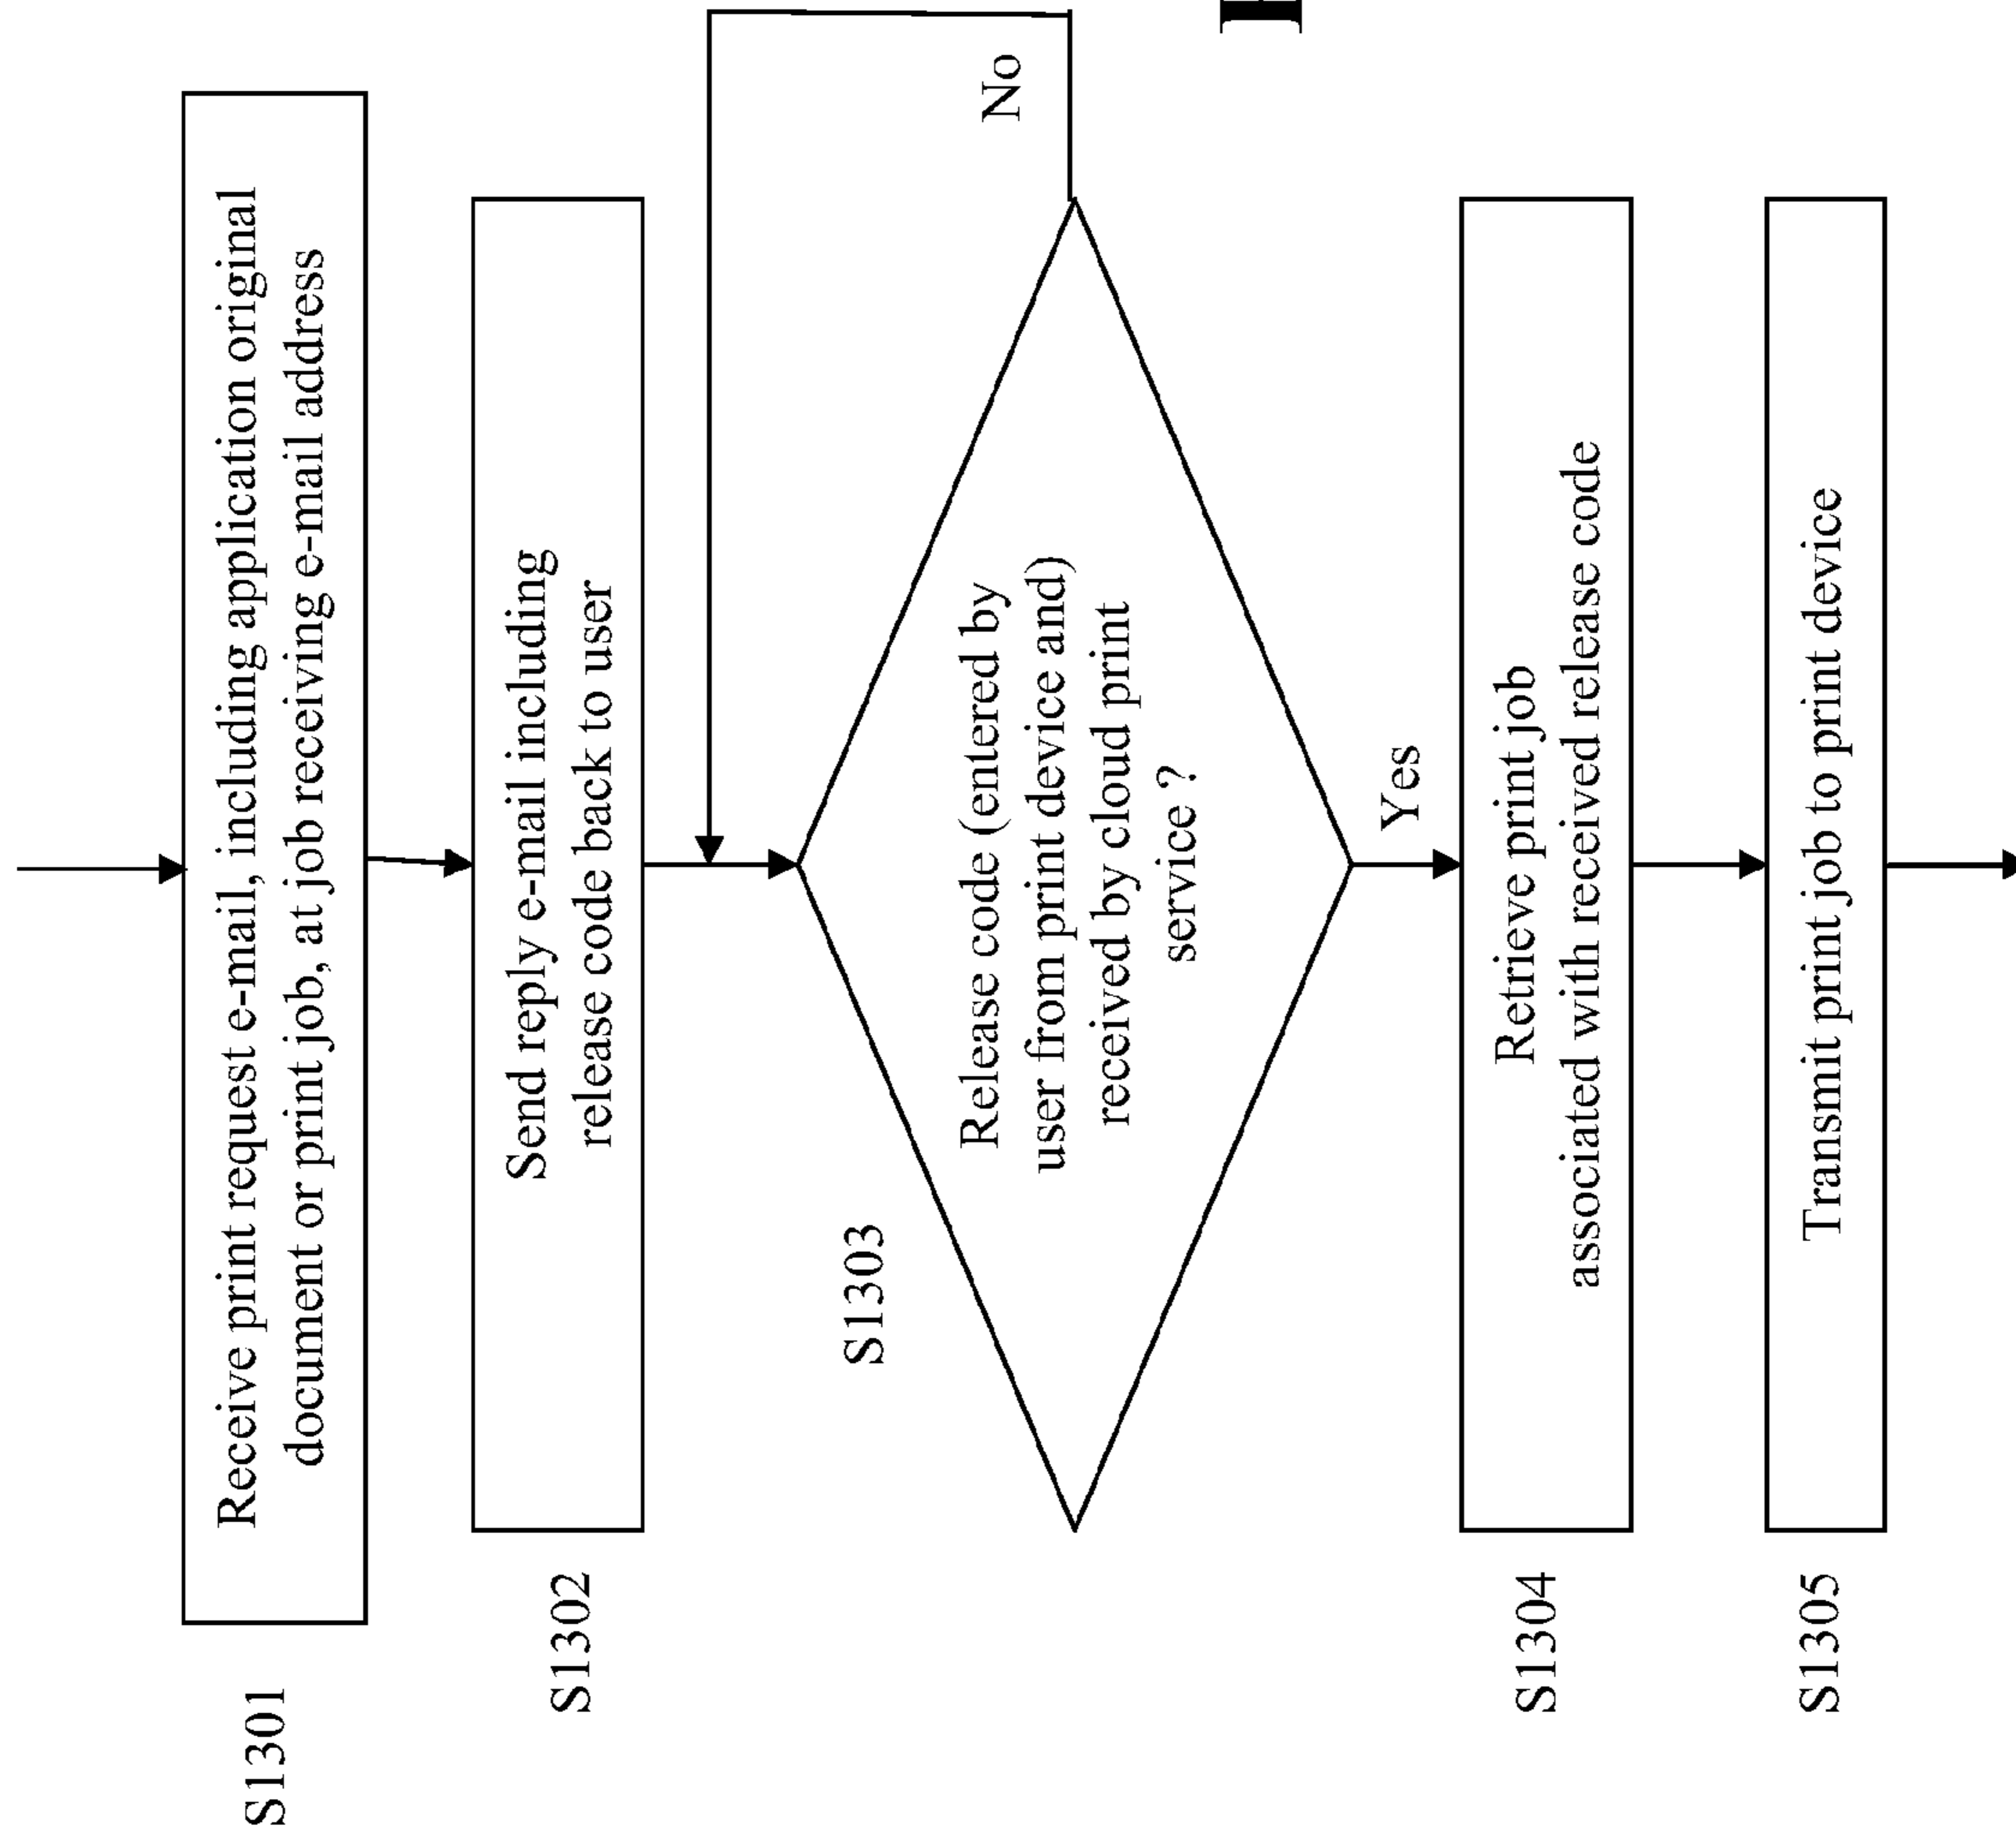 S1301
Receive print request e-mail, including application original
document or print job, at job receiving e-mail address
S1302
Send reply e-mail including
release code back to user
S1303
Release code (entered by
user from print device and)
received by cloud print
service ?
No
Yes
S1304
Retrieve print job
associated with received release code
S1305
Transmit print job to print device